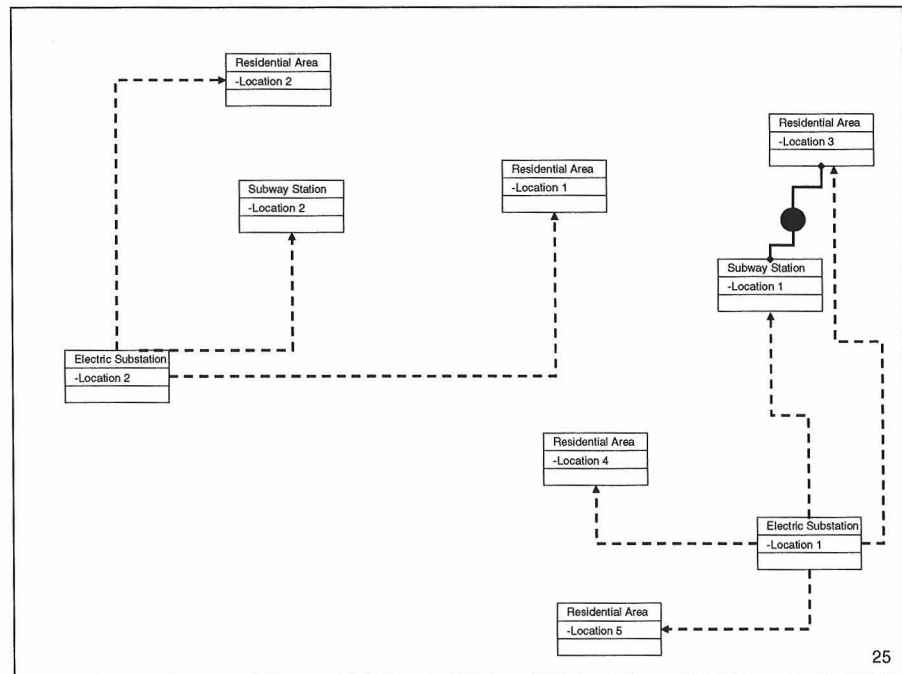 Residential Area
-Location 2
Residential Area
-Location 3
Residential Area
-Location 1
Subway Station
-Location 2
Subway Station
-Location 1
Electric Substation
-Location 2
Residential Area
-Location 4
Electric Substation
-Location 1
Residential Area
-Location 5
25